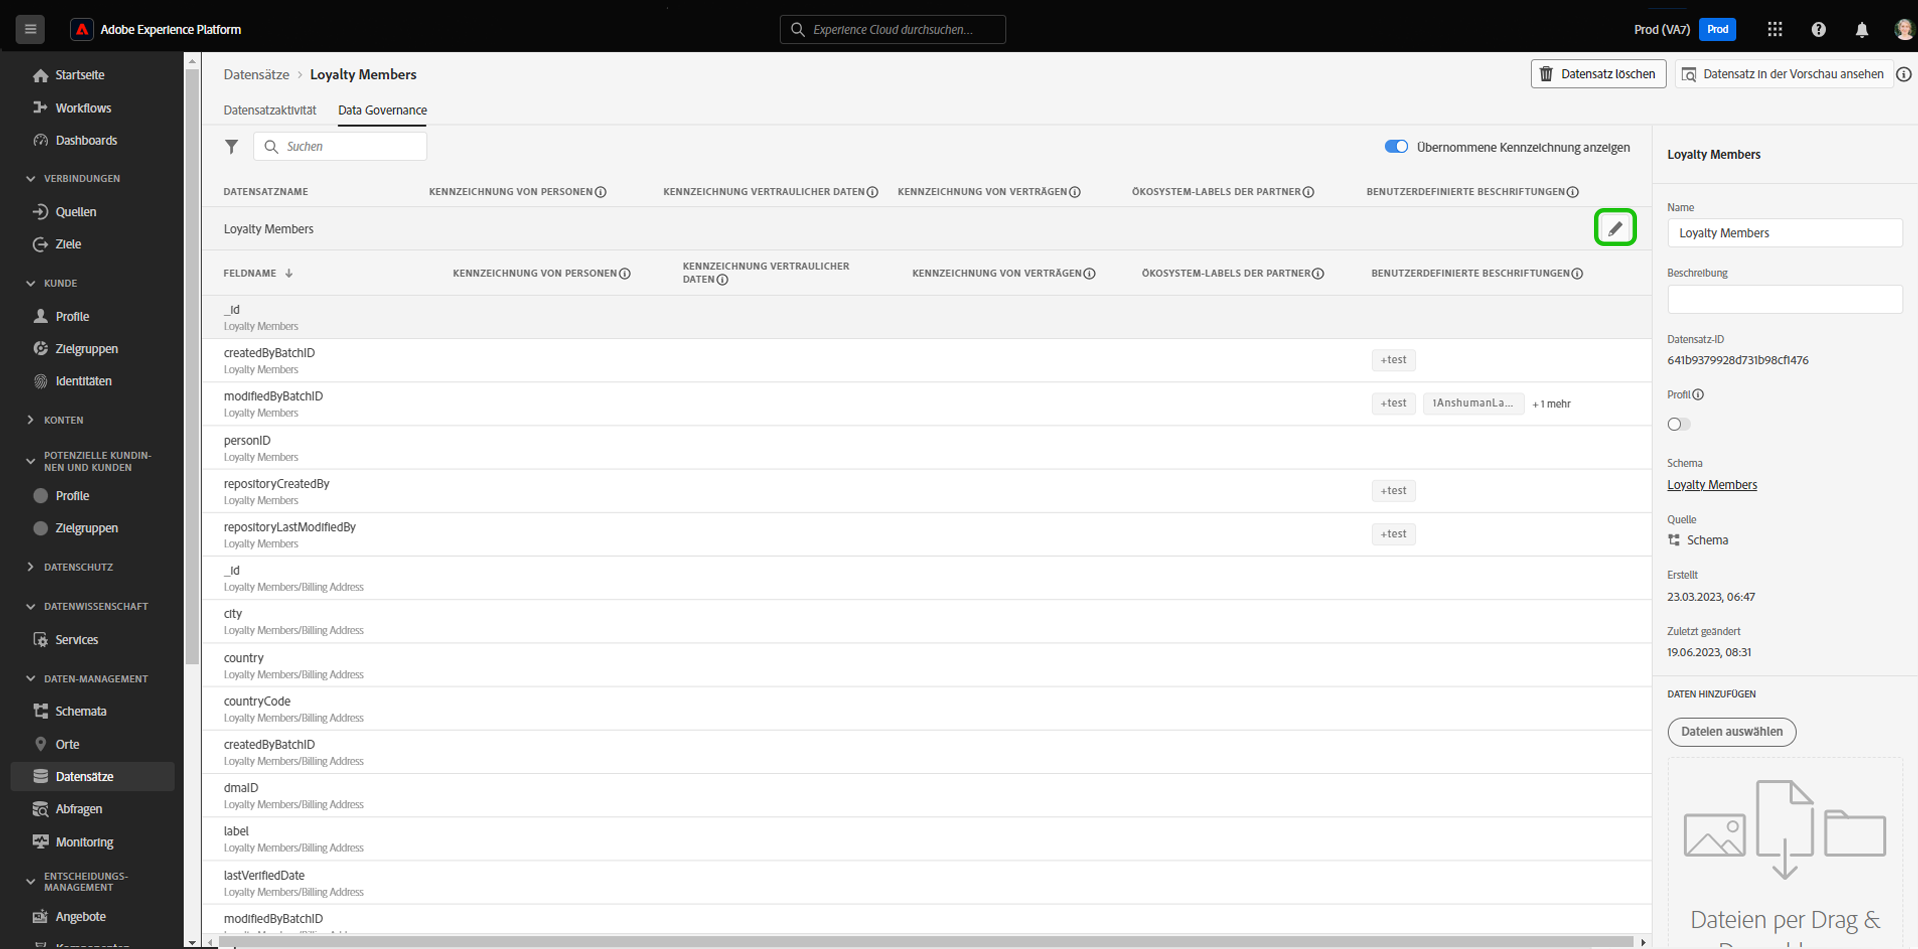 Adobe Experience Platform
Experience Cloud durchsuchen...
Prod (VA7) Prod
Startseite
Workflows
Dashboards
VERBINDUNGEN
Quellen
Ziele
KUNDE
Profile
Zielgruppen
Identitäten
KONTEN
POTENZIELLE KUNDIN-
NEN UND KUNDEN
Profile
Zielgruppen
DATENSCHUTZ
DATENWISSENSCHAFT
Services
DATEN-MANAGEMENT
Schemata
Orte
Datensätze
Abfragen
Monitoring
ENTSCHEIDUNGS-
MANAGEMENT
Angebote
Datensätze › Loyalty Members
Datensatz löschen
Datensatz in der Vorschau ansehen
Datensatzaktivität Data Governance
Suchen
Übernommene Kennzeichnung anzeigen
DATENSATZNAME KENNZEICHNUNG VON PERSONEN KENNZEICHNUNG VERTRAULICHER DATEN KENNZEICHNUNG VON VERTRÄGEN ÖKOSYSTEM-LABELS DER PARTNER BENUTZERDEFINIERTE BESCHRIFTUNGEN
Loyalty Members
FELDNAME KENNZEICHNUNG VON PERSONEN KENNZEICHNUNG VERTRAULICHER DATEN KENNZEICHNUNG VON VERTRÄGEN ÖKOSYSTEM-LABELS DER PARTNER BENUTZERDEFINIERTE BESCHRIFTUNGEN
_id
Loyalty Members
createdByBatchID
Loyalty Members
+test
modifiedByBatchID
Loyalty Members
+test 1AnshumanLa... + 1 mehr
personID
Loyalty Members
repositoryCreatedBy
Loyalty Members
+test
repositoryLastModifiedBy
Loyalty Members
+test
_id
Loyalty Members/Billing Address
city
Loyalty Members/Billing Address
country
Loyalty Members/Billing Address
countryCode
Loyalty Members/Billing Address
createdByBatchID
Loyalty Members/Billing Address
dmaID
Loyalty Members/Billing Address
label
Loyalty Members/Billing Address
lastVerifiedDate
Loyalty Members/Billing Address
modifiedByBatchID
Loyalty Members
Name
Loyalty Members
Beschreibung
Datensatz-ID
641b9379928d731b98cf1476
Profil
Schema
Loyalty Members
Quelle
Schema
Erstellt
23.03.2023, 06:47
Zuletzt geändert
19.06.2023, 08:31
DATEN HINZUFÜGEN
Dateien auswählen
Dateien per Drag &